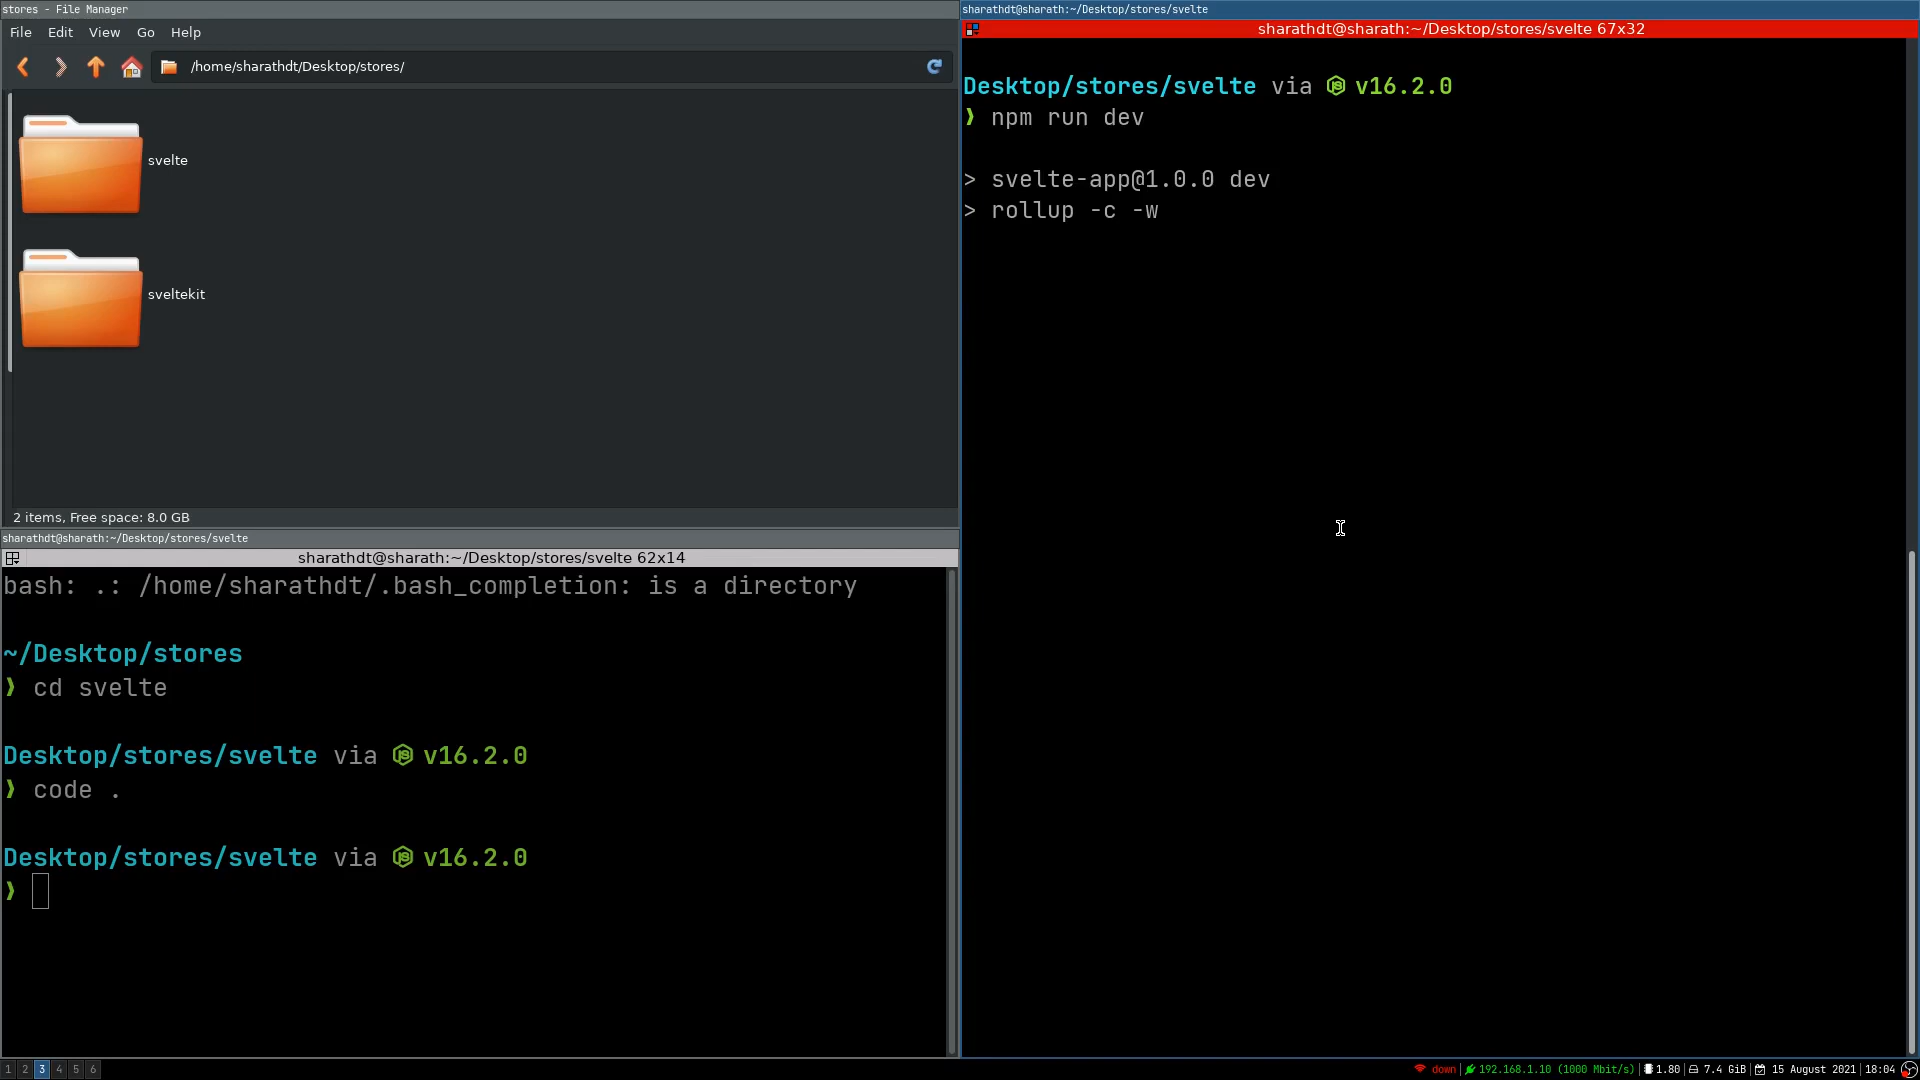 stores - File Manager
File Edit View Go Help
/home/sharathdt/Desktop/stores/
svelte
sveltekit
2 items, Free space: 8.0 GB
sharathdt@sharath:~/Desktop/stores/svelte
sharathdt@sharath:~/Desktop/stores/svelte 62x14
bash: .: /home/sharathdt/.bash_completion: is a directory
~/Desktop/stores
❯ cd svelte
Desktop/stores/svelte via v16.2.0
❯ code .
Desktop/stores/svelte via v16.2.0
❯
sharathdt@sharath:~/Desktop/stores/svelte
sharathdt@sharath:~/Desktop/stores/svelte 67x32
Desktop/stores/svelte via v16.2.0
❯ npm run dev
> svelte-app@1.0.0 dev
> rollup -c -w
1 2 3 4 5 6
down | 192.168.1.10 (1000 Mbit/s) | 1.80 | 7.4 GiB | 15 August 2021 | 18:04